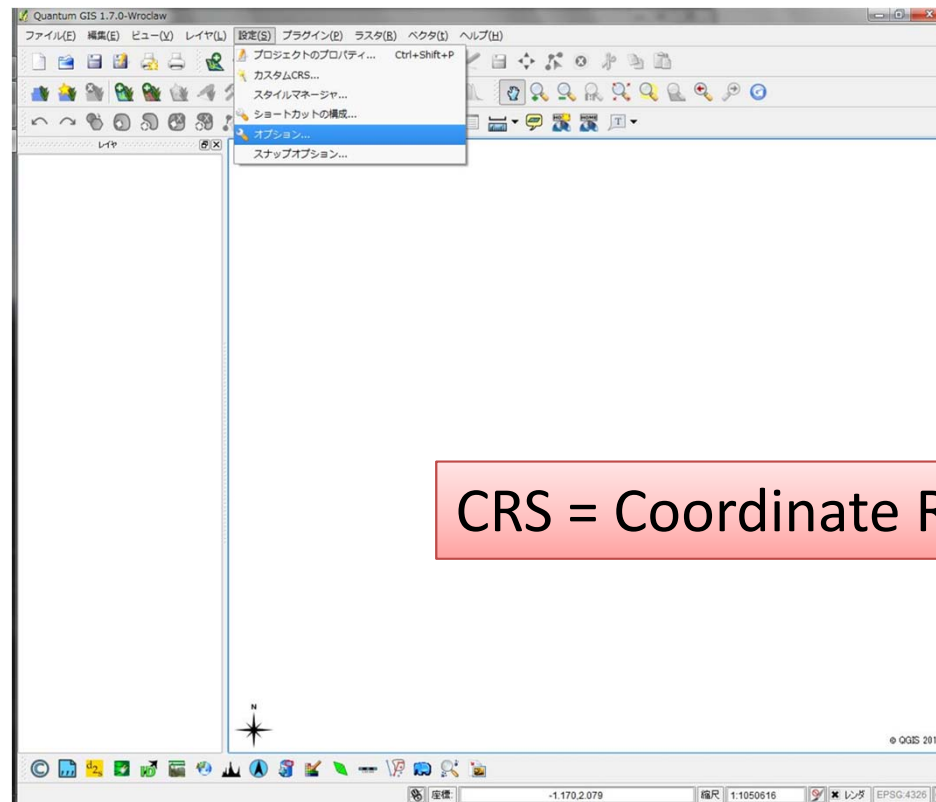 Quantum GIS 1.7.0-Wroclaw
ファイル(F) 編集(E) ビュー(V) レイヤ(L) 設定(S) プラグイン(P) ラスタ(R) ベクタ(t) ヘルプ(H)
プロジェクトのプロパティ... Ctrl+Shift+P
カスタムCRS...
スタイルマネージャ...
ショートカットの構成...
オプション...
スナップオプション...
レイヤ
CRS = Coordinate R
N
© QGIS 201
座標: -1.170,2.079 縮尺 1:1050616 レンダ EPSG:4326